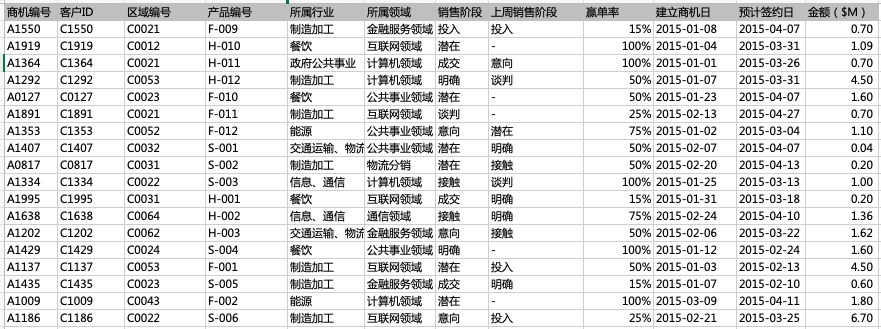 商机编号 客户ID 区域编号 产品编号 所属行业 所属领域 销售阶段 上周销售阶段 赢单率 建立商机日 预计签约日 金额（$M）
A1550 C1550 C0021 F-009 制造加工 金融服务领域 投入 投入 15% 2015-01-08 2015-04-07 0.70
A1919 C1919 C0012 H-010 餐饮 互联网领域 潜在 - 100% 2015-01-04 2015-03-31 1.09
A1364 C1364 C0021 H-011 政府公共事业 计算机领域 成交 意向 100% 2015-01-01 2015-03-26 0.70
A1292 C1292 C0053 H-012 制造加工 计算机领域 明确 谈判 50% 2015-01-07 2015-03-31 4.50
A0127 C0127 C0023 F-010 餐饮 公共事业领域 潜在 - 50% 2015-01-23 2015-04-07 1.60
A1891 C1891 C0021 F-011 制造加工 互联网领域 谈判 - 25% 2015-02-13 2015-04-27 0.70
A1353 C1353 C0052 F-012 能源 公共事业领域 意向 潜在 75% 2015-01-02 2015-03-04 1.10
A1407 C1407 C0032 S-001 交通运输、物流 公共事业领域 潜在 明确 50% 2015-02-07 2015-04-07 0.04
A0817 C0817 C0031 S-002 制造加工 物流分销 潜在 接触 50% 2015-02-20 2015-04-13 0.20
A1334 C1334 C0022 S-003 信息、通信 计算机领域 接触 谈判 100% 2015-01-25 2015-03-13 1.00
A1995 C1995 C0031 H-001 餐饮 互联网领域 成交 明确 15% 2015-01-31 2015-03-18 0.20
A1638 C1638 C0064 H-002 信息、通信 通信领域 接触 明确 75% 2015-02-24 2015-04-10 1.36
A1202 C1202 C0062 H-003 交通运输、物流 金融服务领域 意向 接触 50% 2015-02-06 2015-03-22 1.62
A1429 C1429 C0024 S-004 餐饮 公共事业领域 明确 - 100% 2015-01-12 2015-02-24 1.60
A1137 C1137 C0053 F-001 制造加工 互联网领域 潜在 投入 50% 2015-01-03 2015-02-13 4.50
A1435 C1435 C0023 S-005 制造加工 金融服务领域 成交 明确 15% 2015-01-07 2015-02-10 0.60
A1009 C1009 C0043 F-002 能源 计算机领域 潜在 - 100% 2015-03-09 2015-04-11 1.80
A1186 C1186 C0022 S-006 制造加工 互联网领域 意向 投入 25% 2015-02-21 2015-03-25 6.70